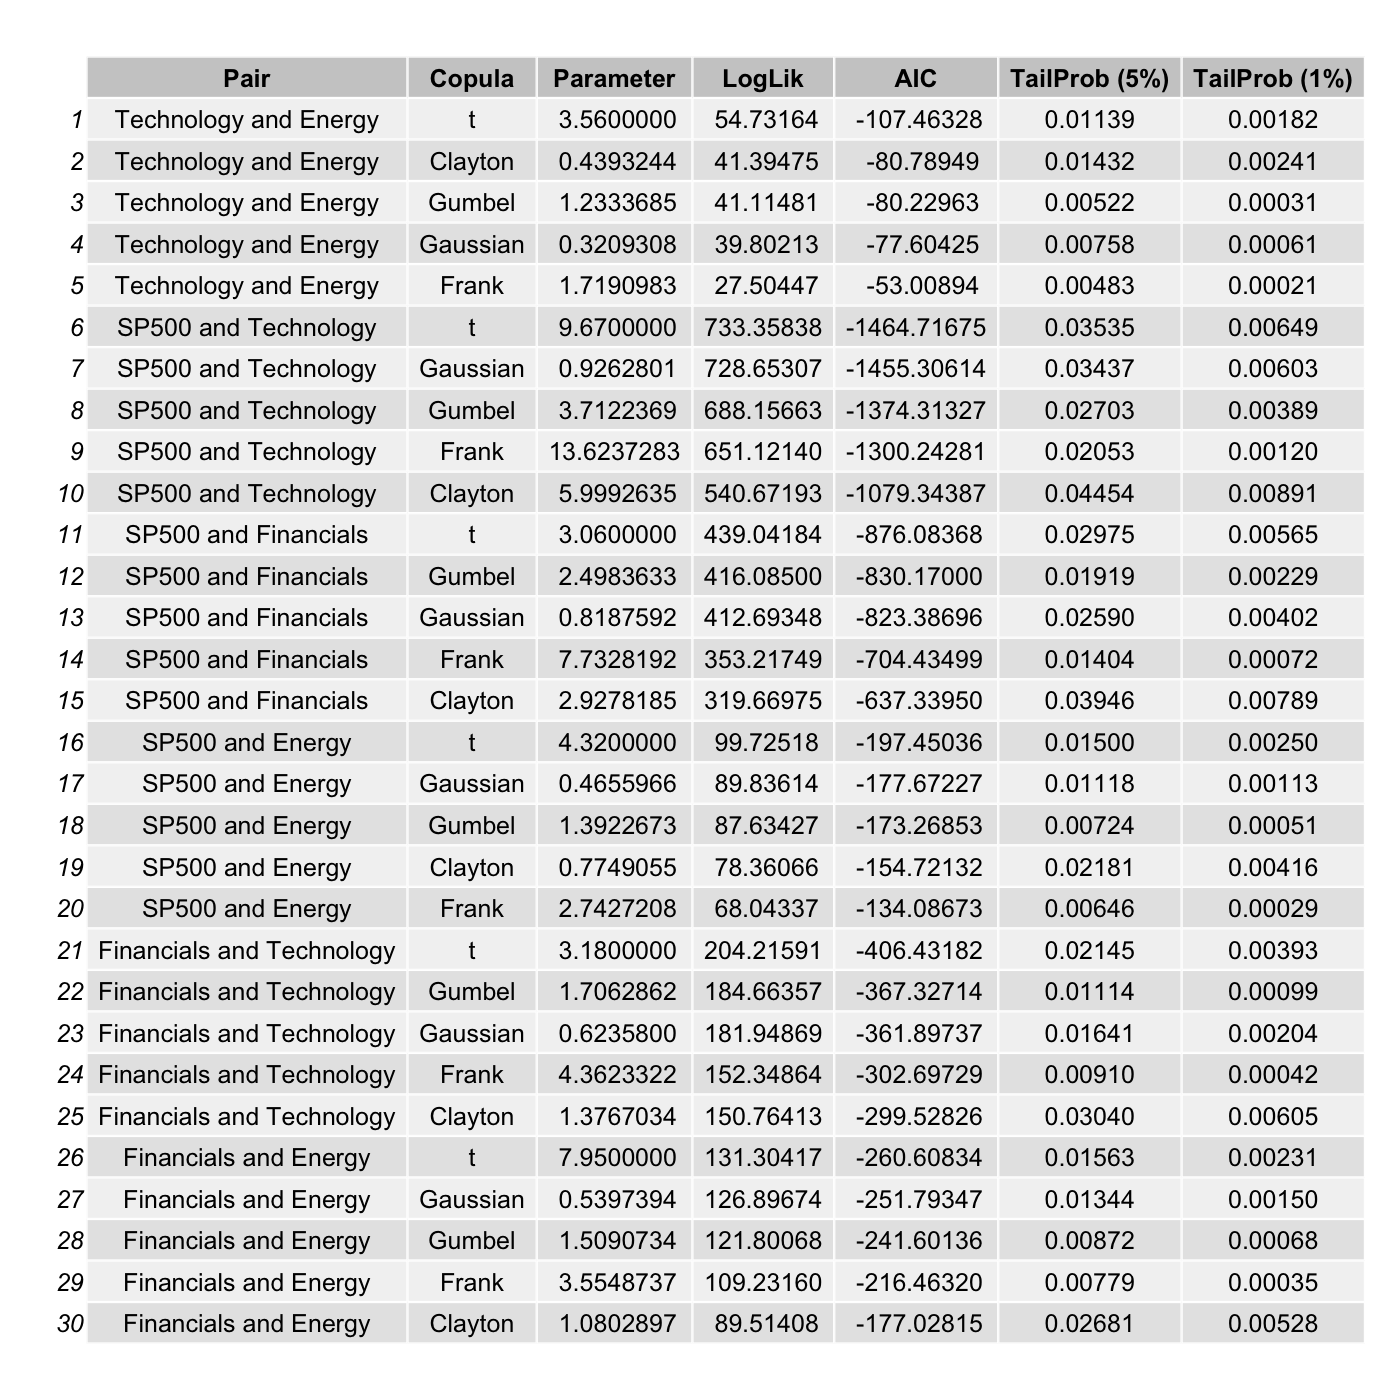 Pair Copula Parameter LogLik AIC TailProb (5%) TailProb (1%)
1 Technology and Energy t 3.5600000 54.73164 -107.46328 0.01139 0.00182
2 Technology and Energy Clayton 0.4393244 41.39475 -80.78949 0.01432 0.00241
3 Technology and Energy Gumbel 1.2333685 41.11481 -80.22963 0.00522 0.00031
4 Technology and Energy Gaussian 0.3209308 39.80213 -77.60425 0.00758 0.00061
5 Technology and Energy Frank 1.7190983 27.50447 -53.00894 0.00483 0.00021
6 SP500 and Technology t 9.6700000 733.35838 -1464.71675 0.03535 0.00649
7 SP500 and Technology Gaussian 0.9262801 728.65307 -1455.30614 0.03437 0.00603
8 SP500 and Technology Gumbel 3.7122369 688.15663 -1374.31327 0.02703 0.00389
9 SP500 and Technology Frank 13.6237283 651.12140 -1300.24281 0.02053 0.00120
10 SP500 and Technology Clayton 5.9992635 540.67193 -1079.34387 0.04454 0.00891
11 SP500 and Financials t 3.0600000 439.04184 -876.08368 0.02975 0.00565
12 SP500 and Financials Gumbel 2.4983633 416.08500 -830.17000 0.01919 0.00229
13 SP500 and Financials Gaussian 0.8187592 412.69348 -823.38696 0.02590 0.00402
14 SP500 and Financials Frank 7.7328192 353.21749 -704.43499 0.01404 0.00072
15 SP500 and Financials Clayton 2.9278185 319.66975 -637.33950 0.03946 0.00789
16 SP500 and Energy t 4.3200000 99.72518 -197.45036 0.01500 0.00250
17 SP500 and Energy Gaussian 0.4655966 89.83614 -177.67227 0.01118 0.00113
18 SP500 and Energy Gumbel 1.3922673 87.63427 -173.26853 0.00724 0.00051
19 SP500 and Energy Clayton 0.7749055 78.36066 -154.72132 0.02181 0.00416
20 SP500 and Energy Frank 2.7427208 68.04337 -134.08673 0.00646 0.00029
21 Financials and Technology t 3.1800000 204.21591 -406.43182 0.02145 0.00393
22 Financials and Technology Gumbel 1.7062862 184.66357 -367.32714 0.01114 0.00099
23 Financials and Technology Gaussian 0.6235800 181.94869 -361.89737 0.01641 0.00204
24 Financials and Technology Frank 4.3623322 152.34864 -302.69729 0.00910 0.00042
25 Financials and Technology Clayton 1.3767034 150.76413 -299.52826 0.03040 0.00605
26 Financials and Energy t 7.9500000 131.30417 -260.60834 0.01563 0.00231
27 Financials and Energy Gaussian 0.5397394 126.89674 -251.79347 0.01344 0.00150
28 Financials and Energy Gumbel 1.5090734 121.80068 -241.60136 0.00872 0.00068
29 Financials and Energy Frank 3.5548737 109.23160 -216.46320 0.00779 0.00035
30 Financials and Energy Clayton 1.0802897 89.51408 -177.02815 0.02681 0.00528